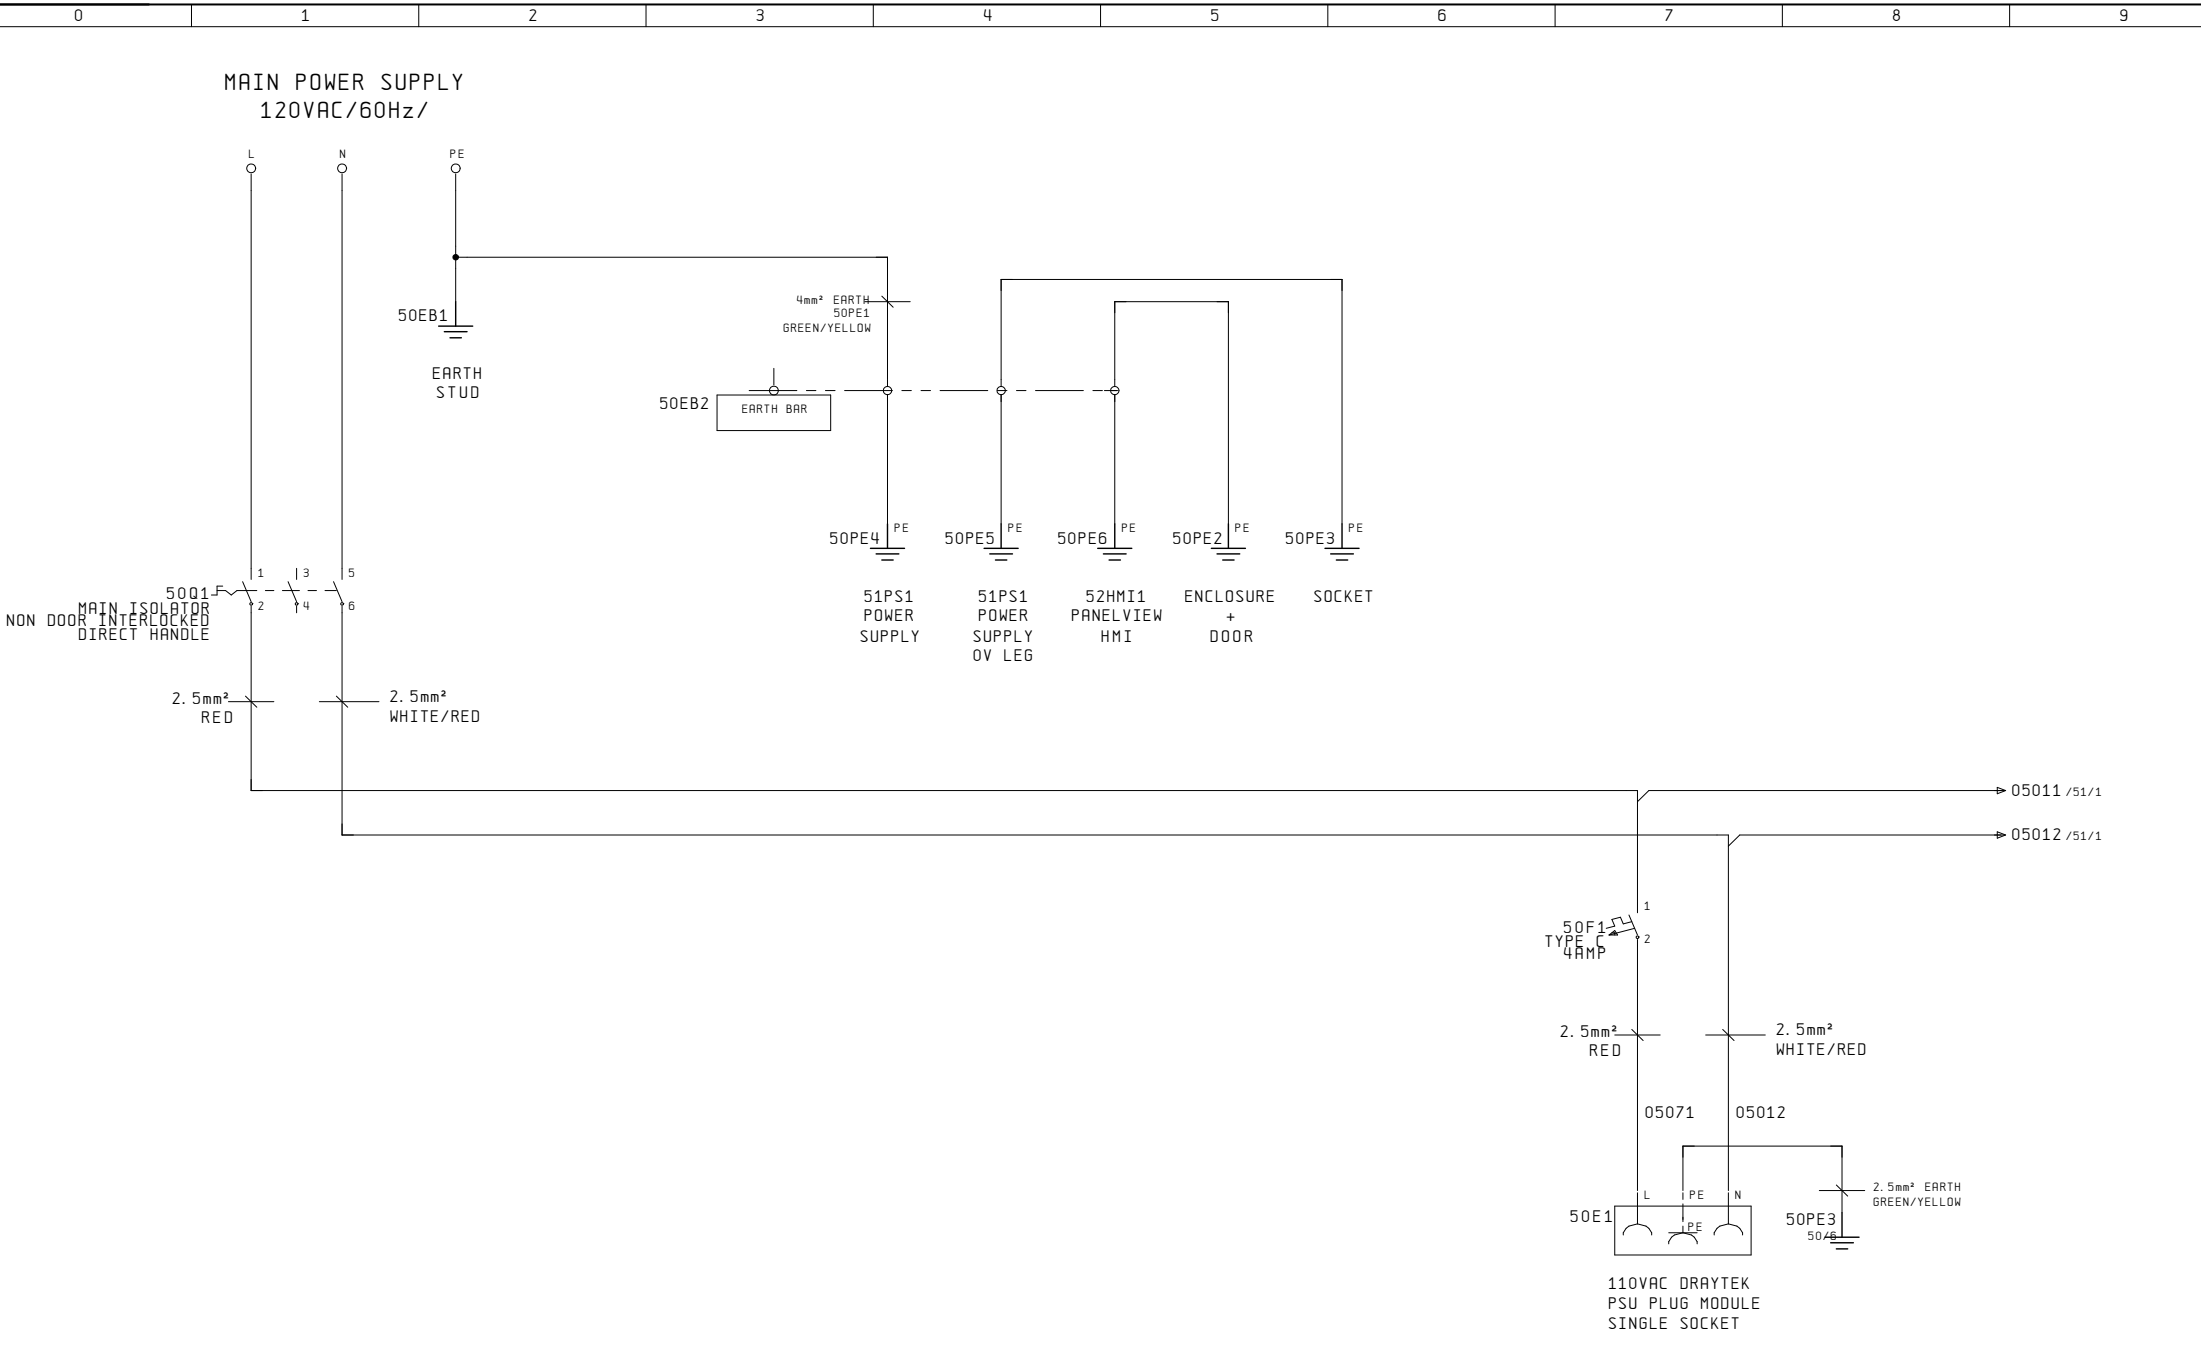 0 1 2 3 4 5 6 7 8 9
MAIN POWER SUPPLY
120VAC/60Hz/
L N PE
50EB1
EARTH
STUD
4mm² EARTH
50PE1
GREEN/YELLOW
50EB2
EARTH BAR
50PE4 PE
51PS1
POWER
SUPPLY
50PE5 PE
51PS1
POWER
SUPPLY
0V LEG
50PE6 PE
52HMI1
PANELVIEW
HMI
50PE2 PE
ENCLOSURE
+
DOOR
50PE3 PE
SOCKET
50Q1
MAIN ISOLATOR
NON DOOR INTERLOCKED
DIRECT HANDLE
1 3 5
2 4 6
2.5mm²
RED
2.5mm²
WHITE/RED
05011 /51/1
05012 /51/1
50F1
TYPE C
4AMP
1
2
2.5mm²
RED
2.5mm²
WHITE/RED
05071 05012
L PE N
50E1
PE
2.5mm² EARTH
GREEN/YELLOW
50PE3
50/6
110VAC DRAYTEK
PSU PLUG MODULE
SINGLE SOCKET